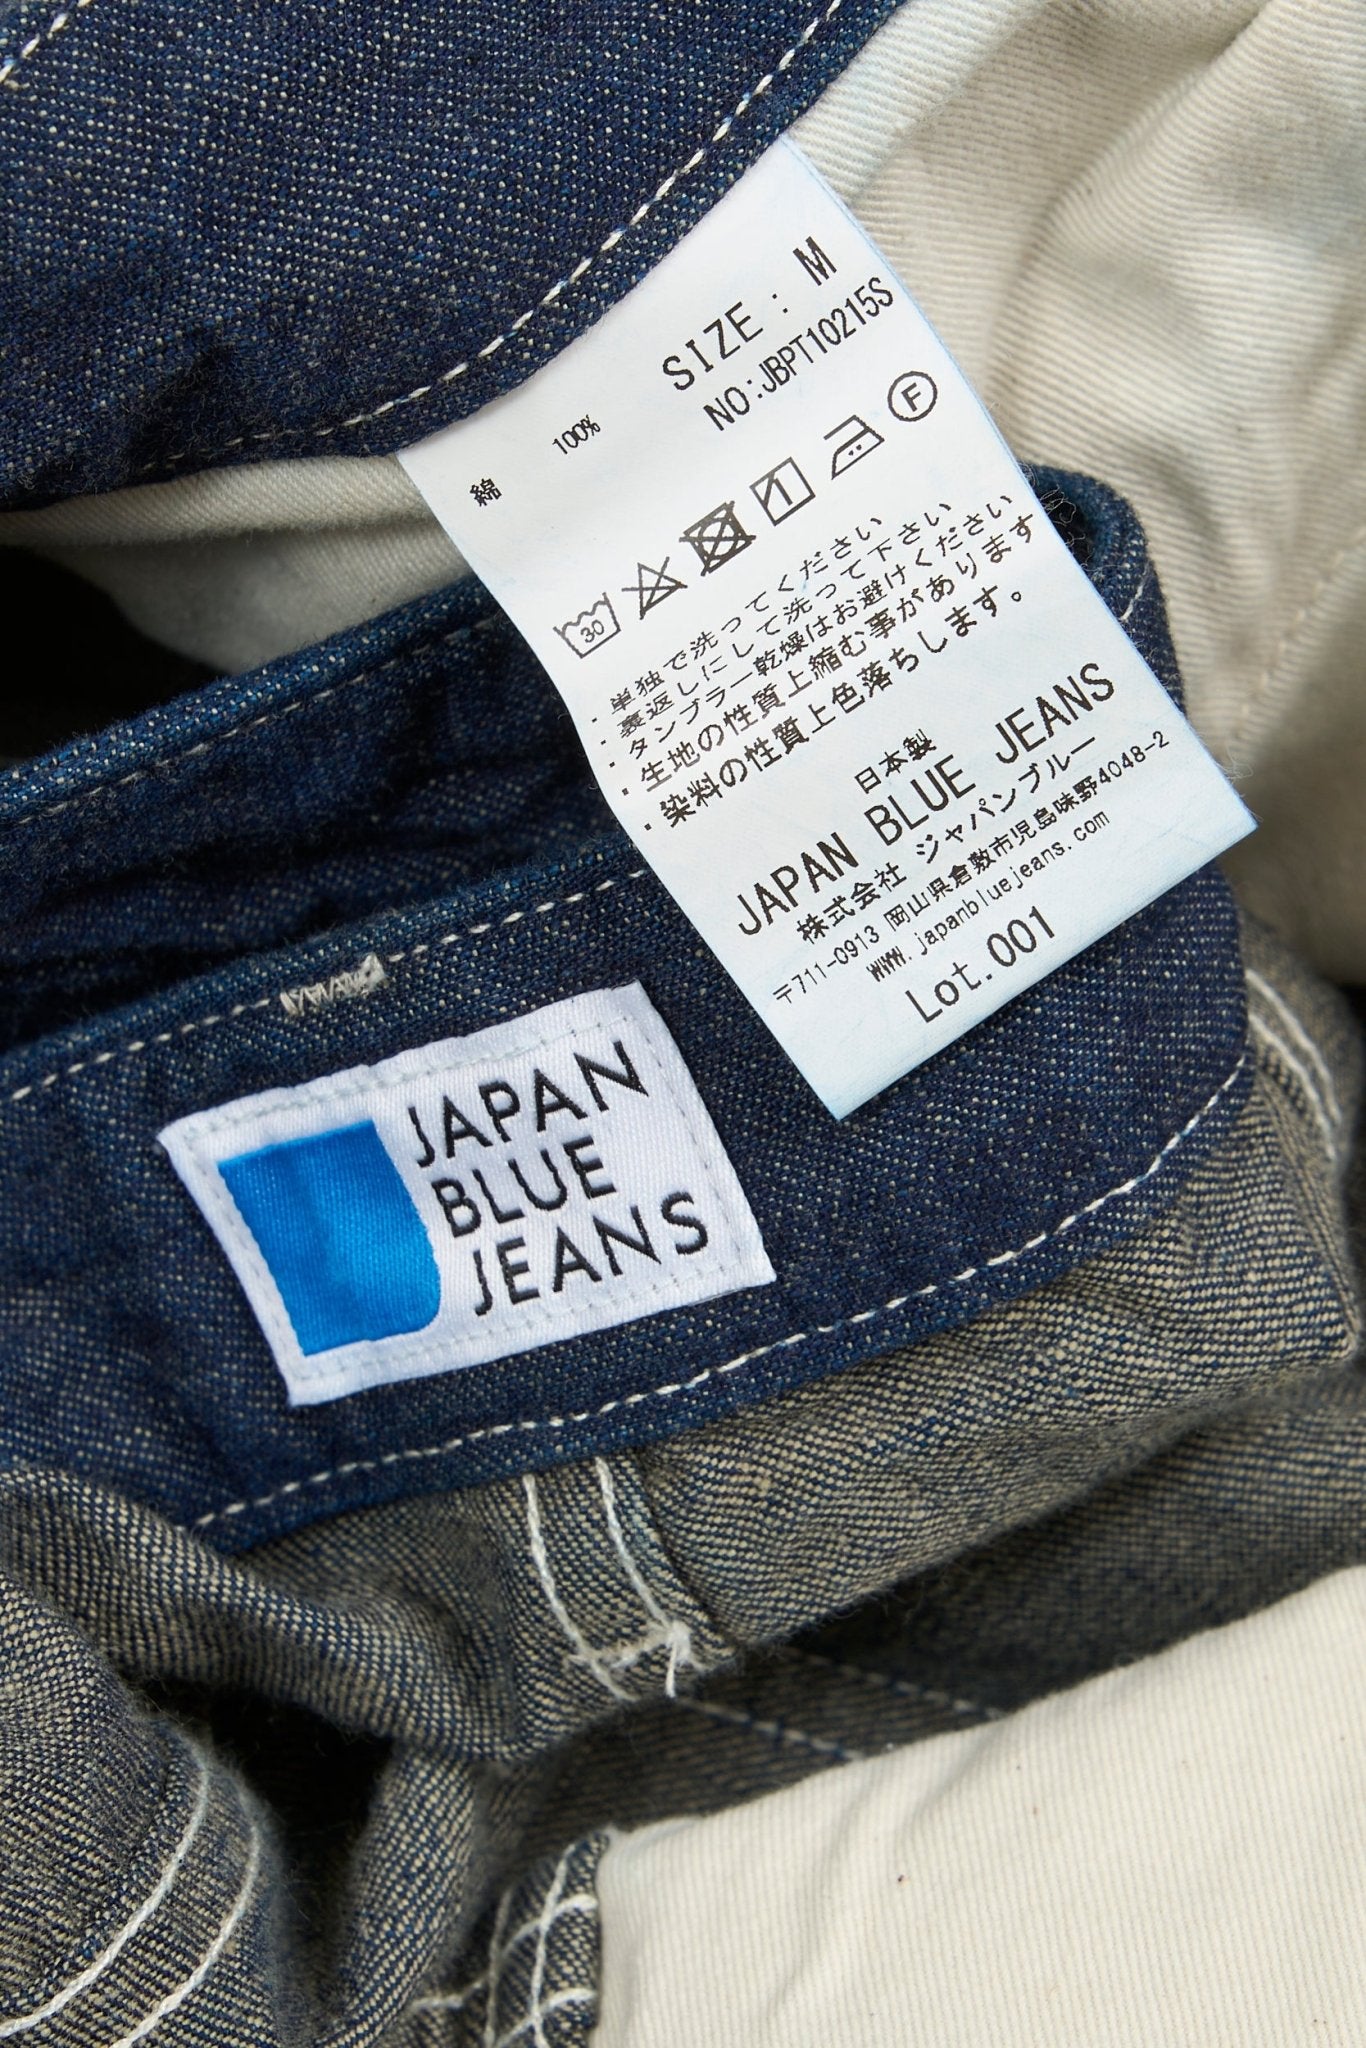 SIZE : M
NO:JBPT10215S
綿 100%
30
1
F
・単独で洗ってください
・裏返しにして洗って下さい
・タンブラー乾燥はお避けください
・生地の性質上縮む事があります
・染料の性質上色落ちします。
日本製
JAPAN BLUE JEANS
株式会社 ジャパンブルー
〒711-0913 岡山県倉敷市児島味野4048-2
WWW.japanbluejeans.com
Lot.001
JAPAN
BLUE
JEANS